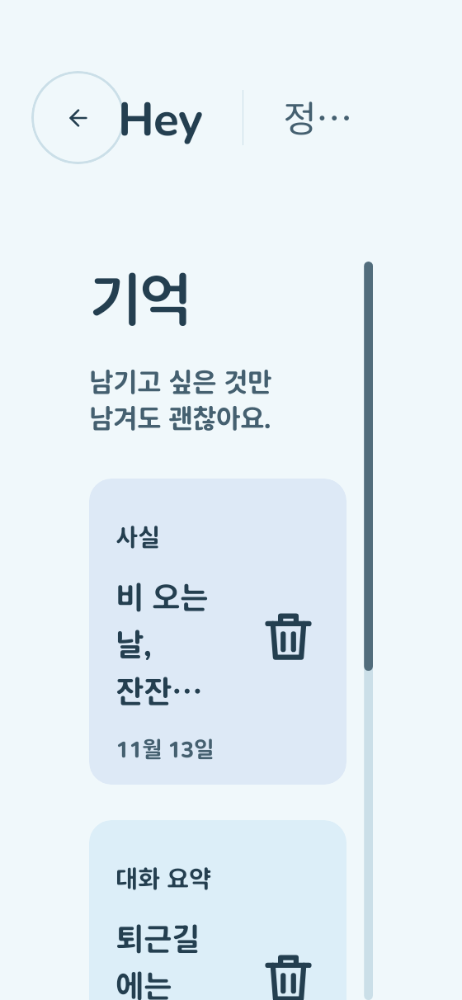 Hey
정…
기억
남기고 싶은 것만
남겨도 괜찮아요.
사실
비 오는
날,
잔잔…
11월 13일
대화 요약
퇴근길
에는